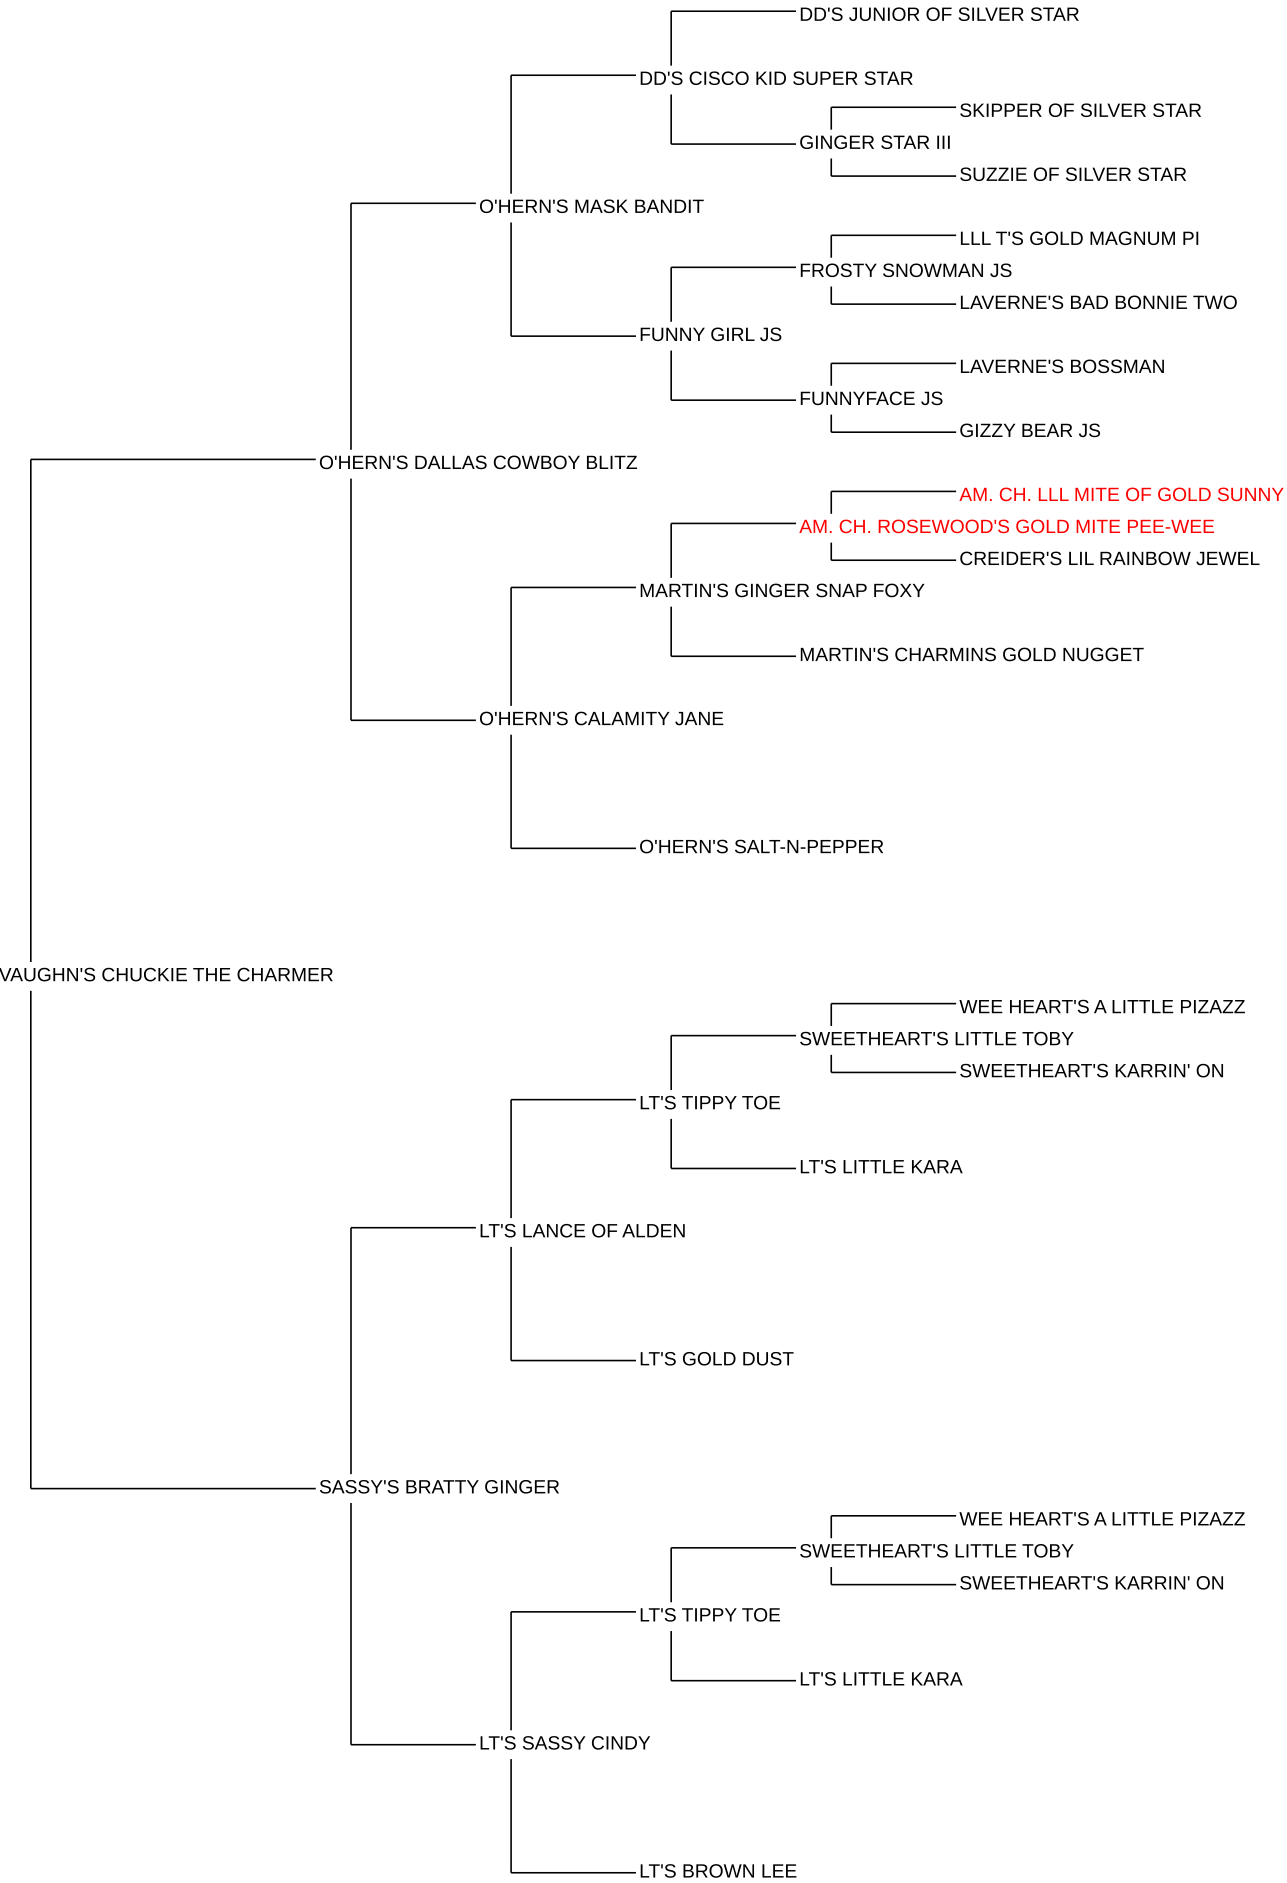 DD'S JUNIOR OF SILVER STAR
DD'S CISCO KID SUPER STAR
SKIPPER OF SILVER STAR
GINGER STAR III
SUZZIE OF SILVER STAR
O'HERN'S MASK BANDIT
LLL T'S GOLD MAGNUM PI
FROSTY SNOWMAN JS
LAVERNE'S BAD BONNIE TWO
FUNNY GIRL JS
LAVERNE'S BOSSMAN
FUNNYFACE JS
GIZZY BEAR JS
O'HERN'S DALLAS COWBOY BLITZ
AM. CH. LLL MITE OF GOLD SUNNY
AM. CH. ROSEWOOD'S GOLD MITE PEE-WEE
CREIDER'S LIL RAINBOW JEWEL
MARTIN'S GINGER SNAP FOXY
MARTIN'S CHARMINS GOLD NUGGET
O'HERN'S CALAMITY JANE
O'HERN'S SALT-N-PEPPER
VAUGHN'S CHUCKIE THE CHARMER
WEE HEART'S A LITTLE PIZAZZ
SWEETHEART'S LITTLE TOBY
SWEETHEART'S KARRIN' ON
LT'S TIPPY TOE
LT'S LITTLE KARA
LT'S LANCE OF ALDEN
LT'S GOLD DUST
SASSY'S BRATTY GINGER
WEE HEART'S A LITTLE PIZAZZ
SWEETHEART'S LITTLE TOBY
SWEETHEART'S KARRIN' ON
LT'S TIPPY TOE
LT'S LITTLE KARA
LT'S SASSY CINDY
LT'S BROWN LEE